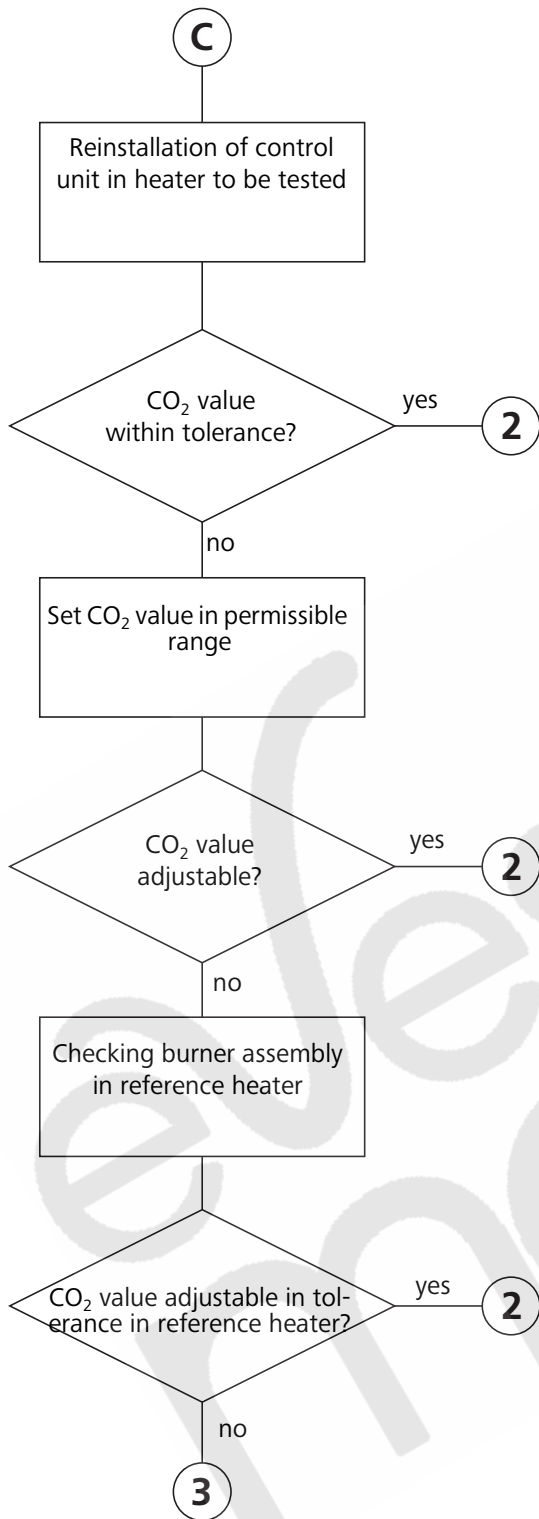 C
Reinstallation of control
unit in heater to be tested
CO₂ value
within tolerance?
yes
2
no
Set CO₂ value in permissible
range
CO₂ value
adjustable?
yes
2
no
Checking burner assembly
in reference heater
CO₂ value adjustable in tol-
erance in reference heater?
yes
2
no
3